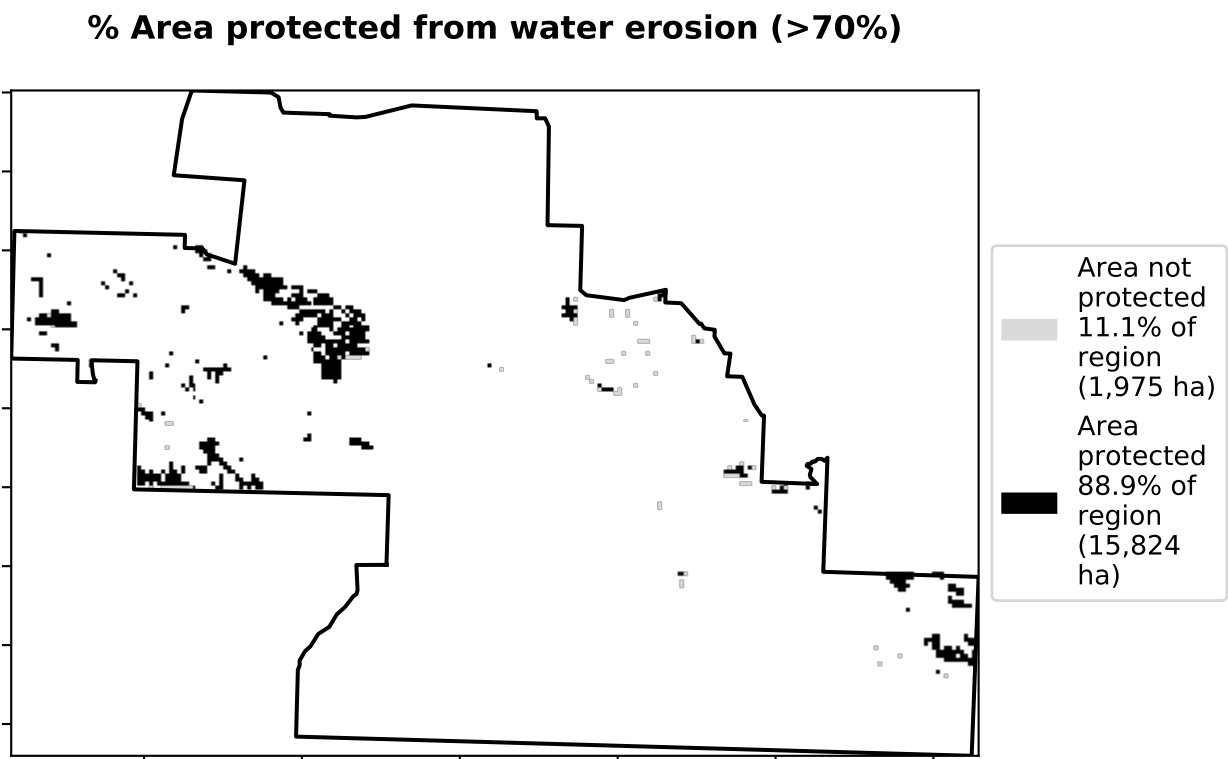 % Area protected from water erosion (>70%)
Area not
protected
11.1% of
region
(1,975 ha)
Area
protected
88.9% of
region
(15,824
ha)